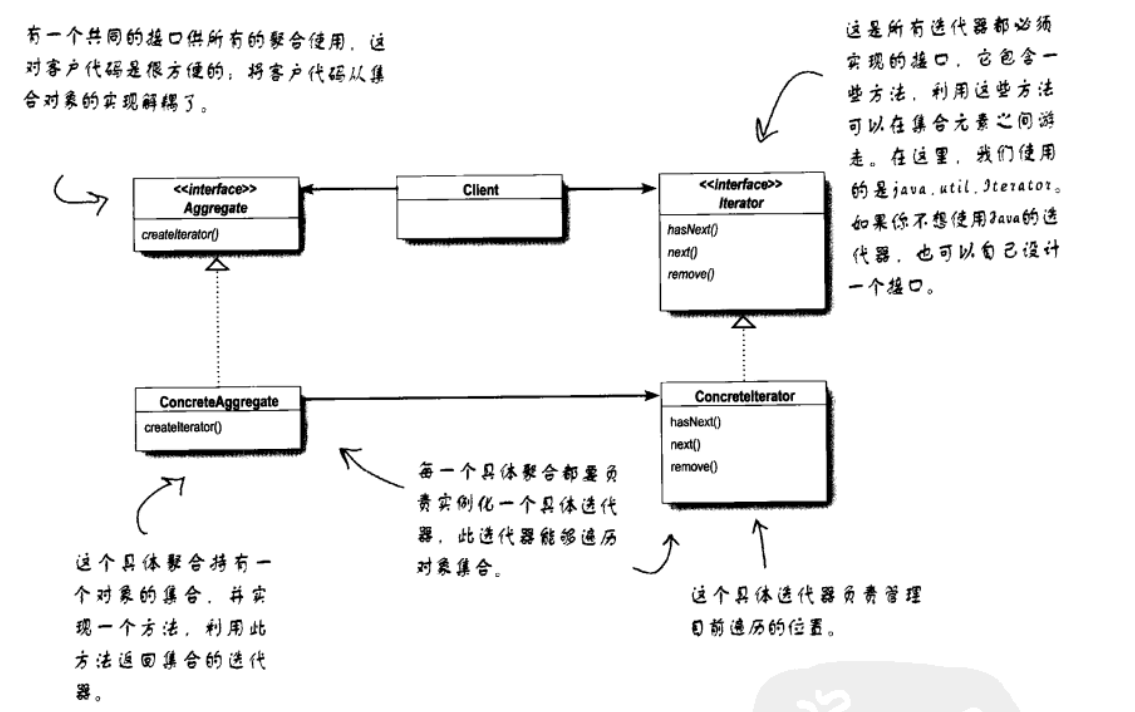 有一个共同的接口供所有的聚合使用，这
对客户代码是很方便的；将客户代码从集
合对象的实现解耦了。
这是所有迭代器都必须
实现的接口，它包含一
些方法，利用这些方法
可以在集合元素之间游
走。在这里，我们使用
的是java.util.Iterator。
如果你不想使用Java的迭
代器，也可以自己设计
一个接口。
<<interface>>
Aggregate
createIterator()
Client
<<interface>>
Iterator
hasNext()
next()
remove()
ConcreteAggregate
createIterator()
ConcreteIterator
hasNext()
next()
remove()
每一个具体聚合都要负
责实例化一个具体迭代
器，此迭代器能够遍历
对象集合。
这个具体聚合持有一
个对象的集合，并实
现一个方法，利用此
方法返回集合的迭代
器。
这个具体迭代器负责管理
目前遍历的位置。